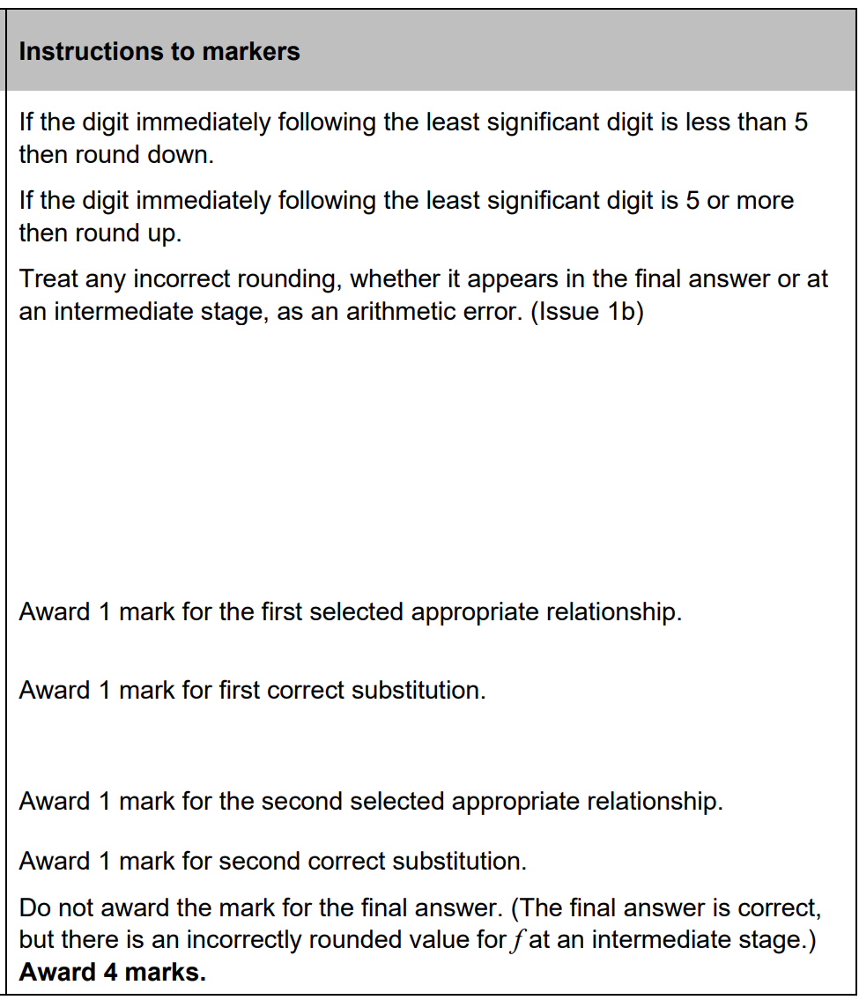 Instructions to markers
If the digit immediately following the least significant digit is less than 5
then round down.
If the digit immediately following the least significant digit is 5 or more
then round up.
Treat any incorrect rounding, whether it appears in the final answer or at
an intermediate stage, as an arithmetic error. (Issue 1b)
Award 1 mark for the first selected appropriate relationship.
Award 1 mark for first correct substitution.
Award 1 mark for the second selected appropriate relationship.
Award 1 mark for second correct substitution.
Do not award the mark for the final answer. (The final answer is correct,
but there is an incorrectly rounded value for f at an intermediate stage.)
Award 4 marks.